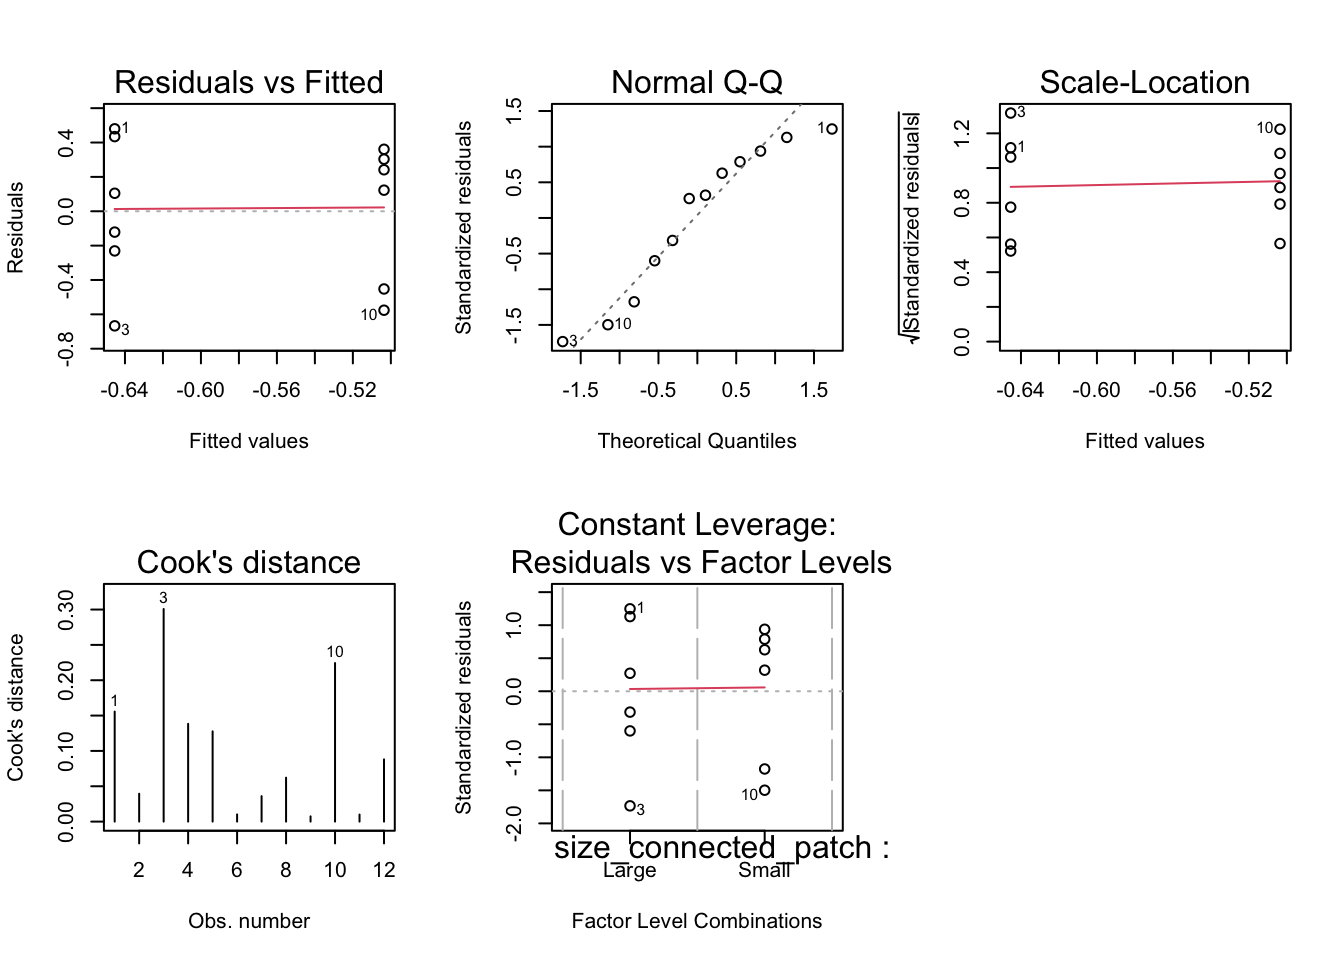 Residuals vs Fitted
Residuals
0.4
0.0
-0.4
-0.8
1
3
10
-0.64 -0.60 -0.56 -0.52
Fitted values
Normal Q-Q
Standardized residuals
1.5
0.5
-0.5
-1.5
1
10
3
-1.5 -0.5 0.5 1.5
Theoretical Quantiles
Scale-Location
√|Standardized residuals|
1.2
0.8
0.4
0.0
3
10
1
-0.64 -0.60 -0.56 -0.52
Fitted values
Cook's distance
Cook's distance
0.30
0.20
0.10
0.00
3
10
1
2 4 6 8 10 12
Obs. number
Constant Leverage:
Residuals vs Factor Levels
Standardized residuals
1.0
0.0
-1.0
-2.0
1
10
3
size_connected_patch :
Large Small
Factor Level Combinations